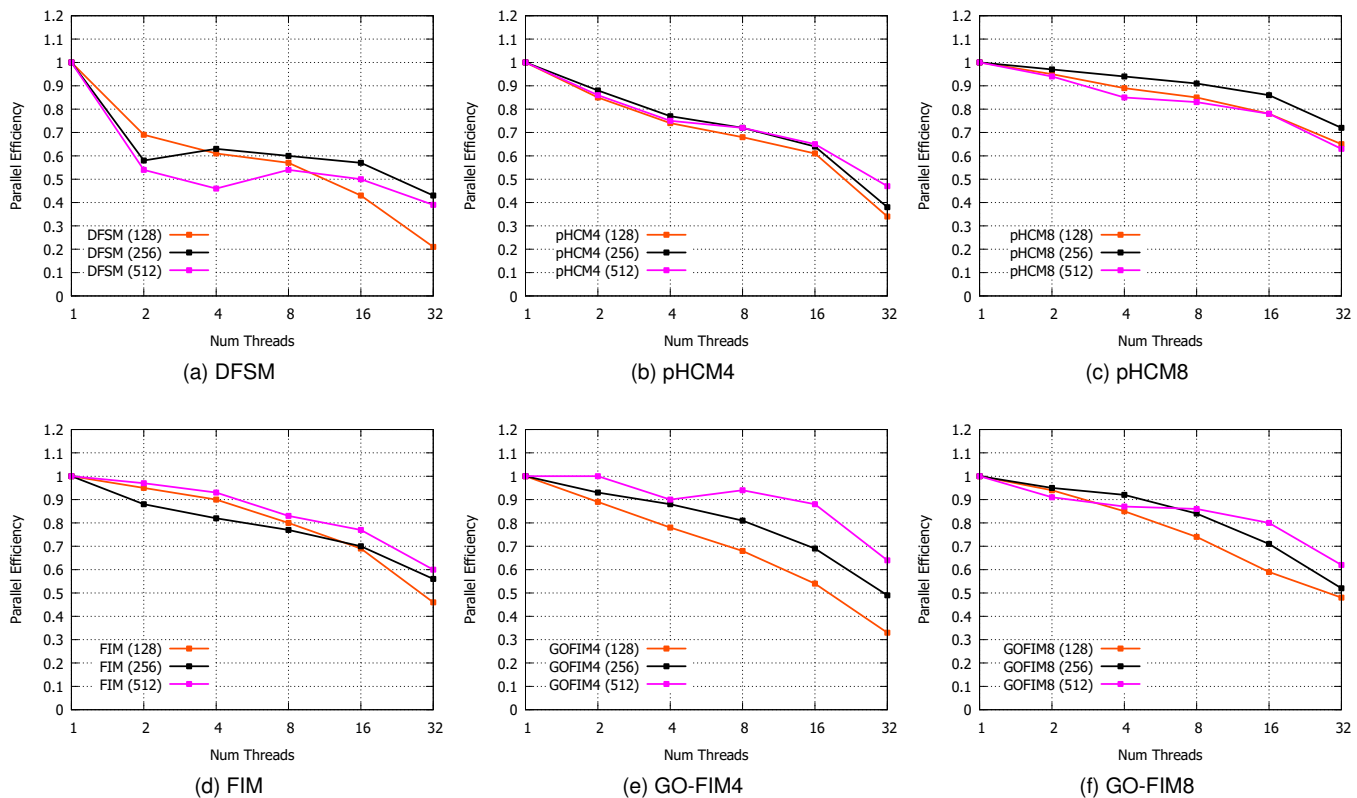 1.2
1.1
1
0.9
0.8
0.7
0.6
0.5
0.4
0.3
0.2
0.1
0
Parallel Efficiency
DFSM (128)
DFSM (256)
DFSM (512)
1 2 4 8 16 32
Num Threads
(a) DFSM
1.2
1.1
1
0.9
0.8
0.7
0.6
0.5
0.4
0.3
0.2
0.1
0
Parallel Efficiency
pHCM4 (128)
pHCM4 (256)
pHCM4 (512)
1 2 4 8 16 32
Num Threads
(b) pHCM4
1.2
1.1
1
0.9
0.8
0.7
0.6
0.5
0.4
0.3
0.2
0.1
0
Parallel Efficiency
pHCM8 (128)
pHCM8 (256)
pHCM8 (512)
1 2 4 8 16 32
Num Threads
(c) pHCM8
1.2
1.1
1
0.9
0.8
0.7
0.6
0.5
0.4
0.3
0.2
0.1
0
Parallel Efficiency
FIM (128)
FIM (256)
FIM (512)
1 2 4 8 16 32
Num Threads
(d) FIM
1.2
1.1
1
0.9
0.8
0.7
0.6
0.5
0.4
0.3
0.2
0.1
0
Parallel Efficiency
GOFIM4 (128)
GOFIM4 (256)
GOFIM4 (512)
1 2 4 8 16 32
Num Threads
(e) GO-FIM4
1.2
1.1
1
0.9
0.8
0.7
0.6
0.5
0.4
0.3
0.2
0.1
0
Parallel Efficiency
GOFIM8 (128)
GOFIM8 (256)
GOFIM8 (512)
1 2 4 8 16 32
Num Threads
(f) GO-FIM8